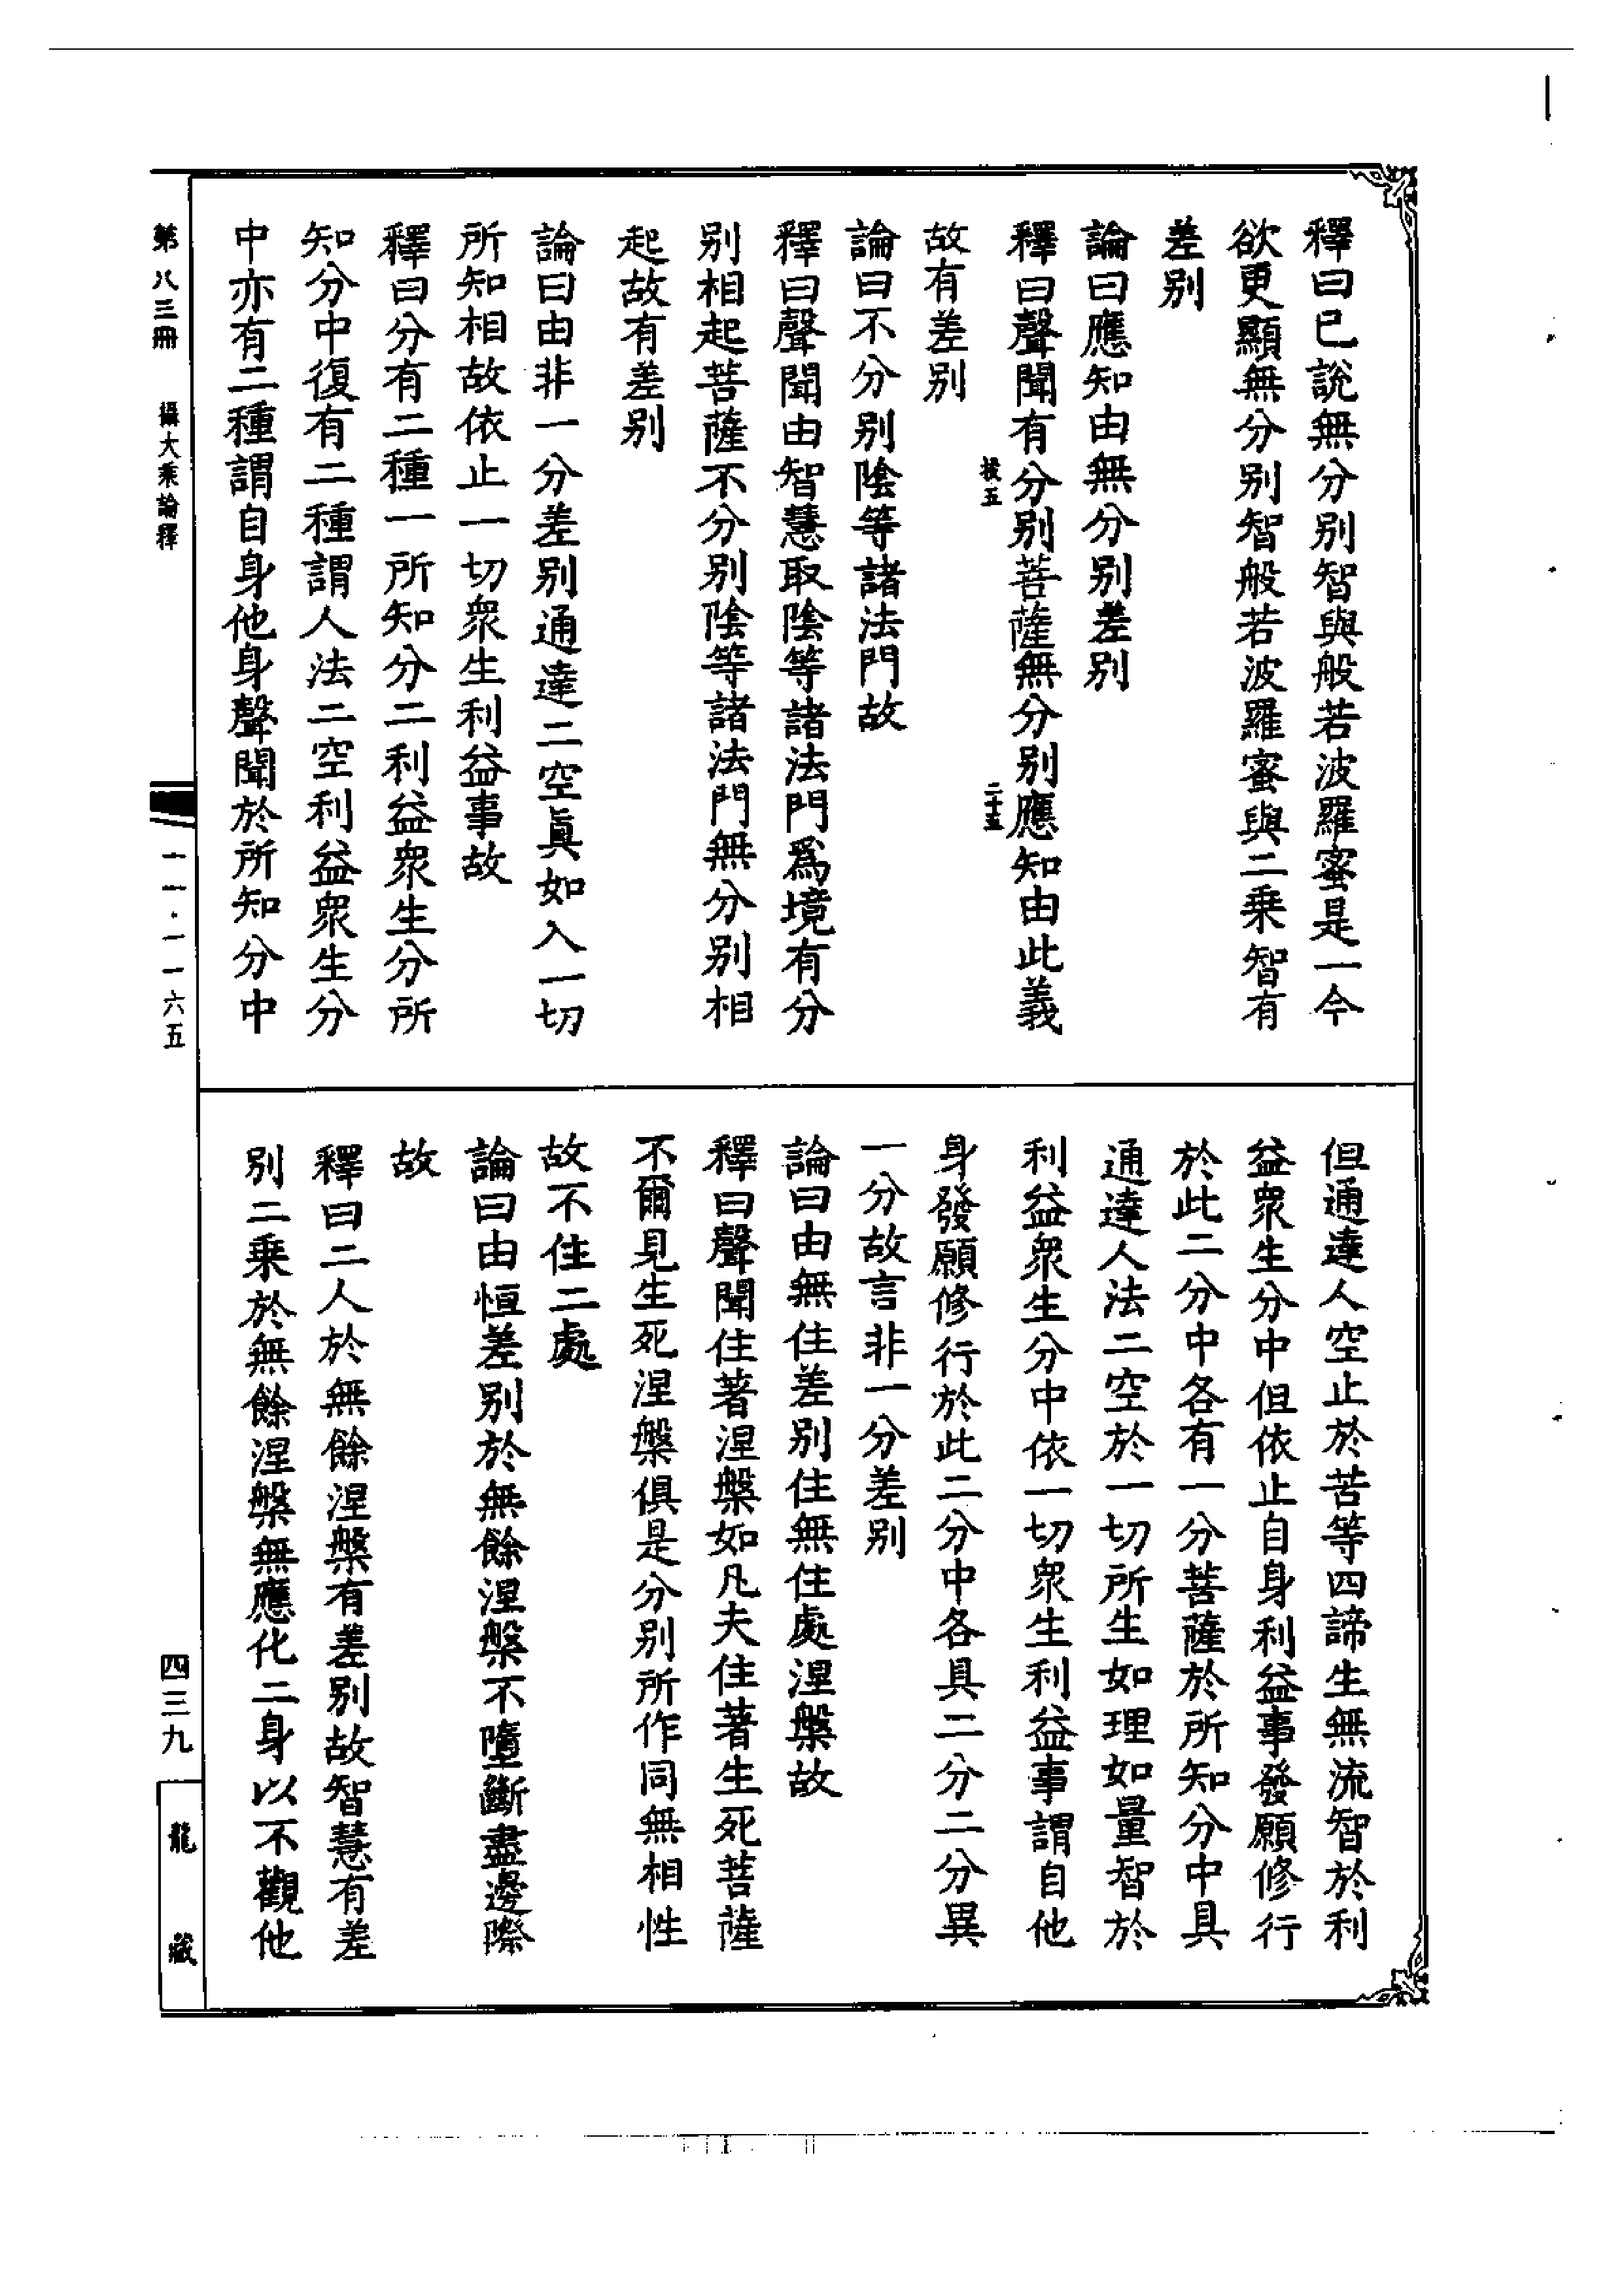 釋曰已說無分別智與般若波羅蜜是一今
欲更顯無分別智般若波羅蜜與二乘智有
差別
論曰應知由無分別差別
釋曰聲聞有分別菩薩無分別應知由此義
二十五
故有差別
論曰不分別陰等諸法門故
釋曰聲聞由智慧取陰等諸法門爲境有分
別相起菩薩不分別陰等諸法門無分別相
起故有差別
論曰由非一分差別通達二空眞如入一切
所知相故依止一切衆生利益事故
釋曰分有二種一所知分二利益衆生分所
知分中復有二種謂人法二空利益衆生分
中亦有二種謂自身他身聲聞於所知分中
但通達人空止於苦等四諦生無流智於利
益衆生分中但依止自身利益事發願修行
於此二分中各有一分菩薩於所知分中具
通達人法二空於一切所生如理如量智於
利益衆生分中依一切衆生利益事謂自他
身發願修行於此二分中各具二分二分異
一分故言非一分差別
論曰由無住差別住無住處涅槃故
釋曰聲聞住著涅槃如凡夫住著生死菩薩
不爾見生死涅槃俱是分別所作同無相性
故不住二處
論曰由恒差別於無餘涅槃不墮斷盡邊際
故
釋曰二人於無餘涅槃有差別故智慧有差
別二乘於無餘涅槃無應化二身以不觀他
第八三冊 攝大乘論釋
一一·一一六五
四三九
龍藏